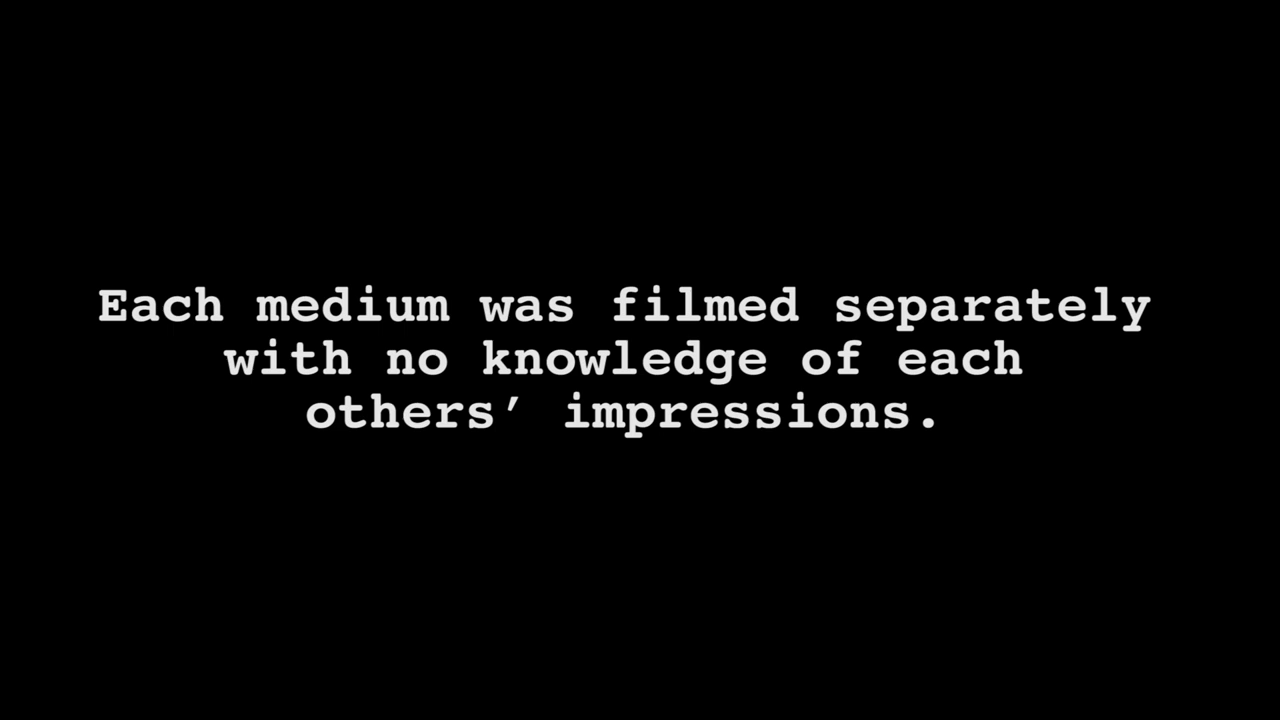 Each medium was filmed separately
with no knowledge of each
others’ impressions.